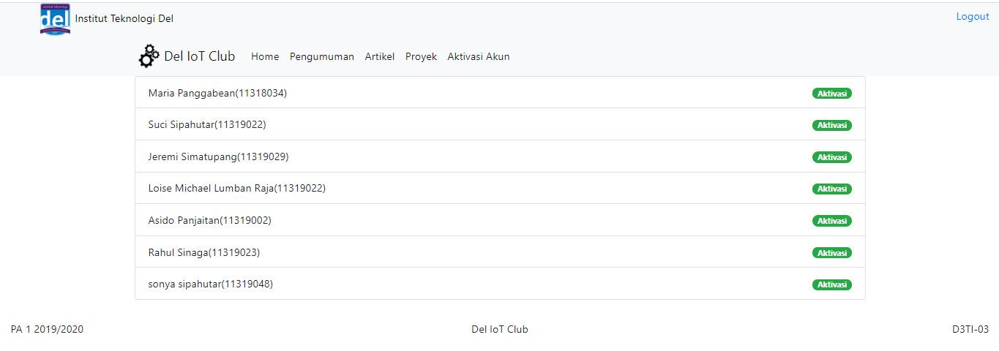 del Institut Teknologi Del Logout
Del IoT Club Home Pengumuman Artikel Proyek Aktivasi Akun
Maria Panggabean(11318034) Aktivasi
Suci Sipahutar(11319022) Aktivasi
Jeremi Simatupang(11319029) Aktivasi
Loise Michael Lumban Raja(11319022) Aktivasi
Asido Panjaitan(11319002) Aktivasi
Rahul Sinaga(11319023) Aktivasi
sonya sipahutar(11319048) Aktivasi
PA 1 2019/2020 Del IoT Club D3TI-03